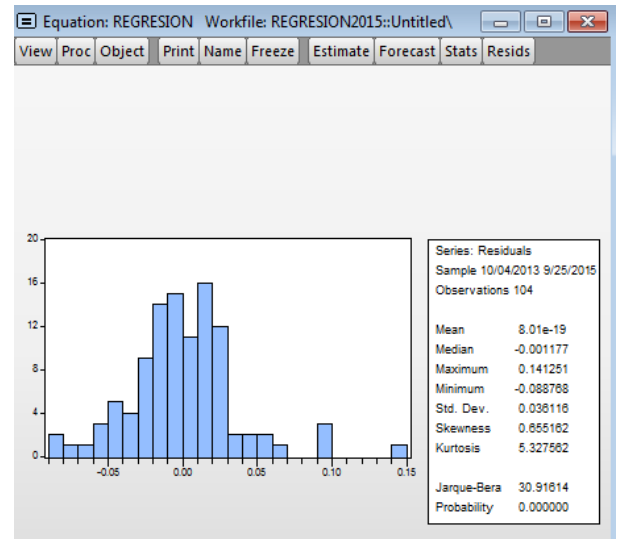 Equation: REGRESION Workfile: REGRESION2015::Untitled\
View Proc Object Print Name Freeze Estimate Forecast Stats Resids
20
16
12
8
4
0
-0.05 0.00 0.05 0.10 0.15
Series: Residuals
Sample 10/04/2013 9/25/2015
Observations 104
Mean 8.01e-19
Median -0.001177
Maximum 0.141251
Minimum -0.088768
Std. Dev. 0.036116
Skewness 0.655162
Kurtosis 5.327562
Jarque-Bera 30.91614
Probability 0.000000